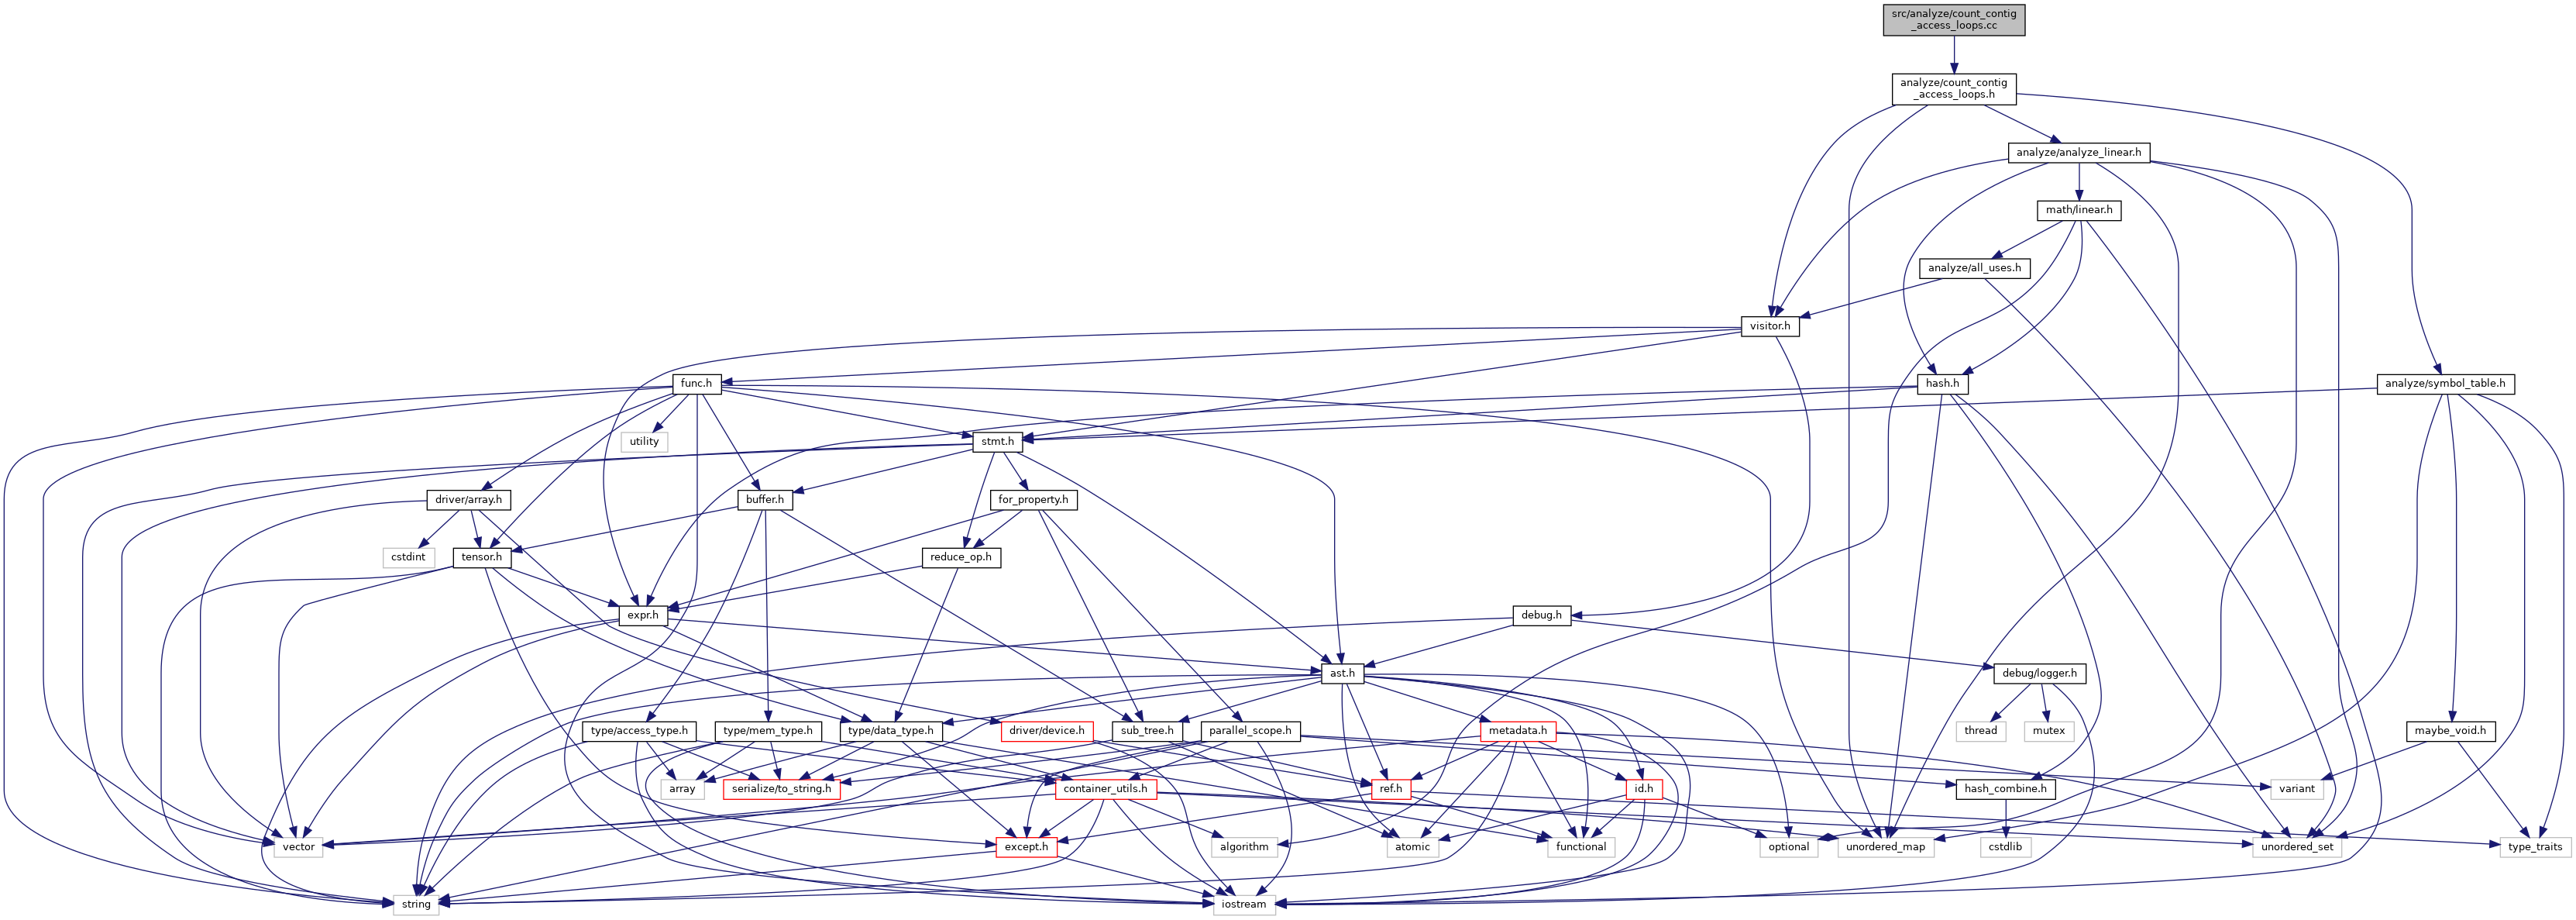 src/analyze/count_contig
_access_loops.cc
analyze/count_contig
_access_loops.h
analyze/analyze_linear.h
math/linear.h
analyze/all_uses.h
visitor.h
func.h
hash.h
analyze/symbol_table.h
utility
stmt.h
driver/array.h
buffer.h
for_property.h
cstdint
tensor.h
reduce_op.h
expr.h
debug.h
ast.h
debug/logger.h
type/access_type.h
type/mem_type.h
type/data_type.h
driver/device.h
sub_tree.h
parallel_scope.h
metadata.h
thread
mutex
maybe_void.h
array
serialize/to_string.h
container_utils.h
ref.h
id.h
hash_combine.h
variant
vector
except.h
algorithm
atomic
functional
optional
unordered_map
cstdlib
unordered_set
type_traits
string
iostream